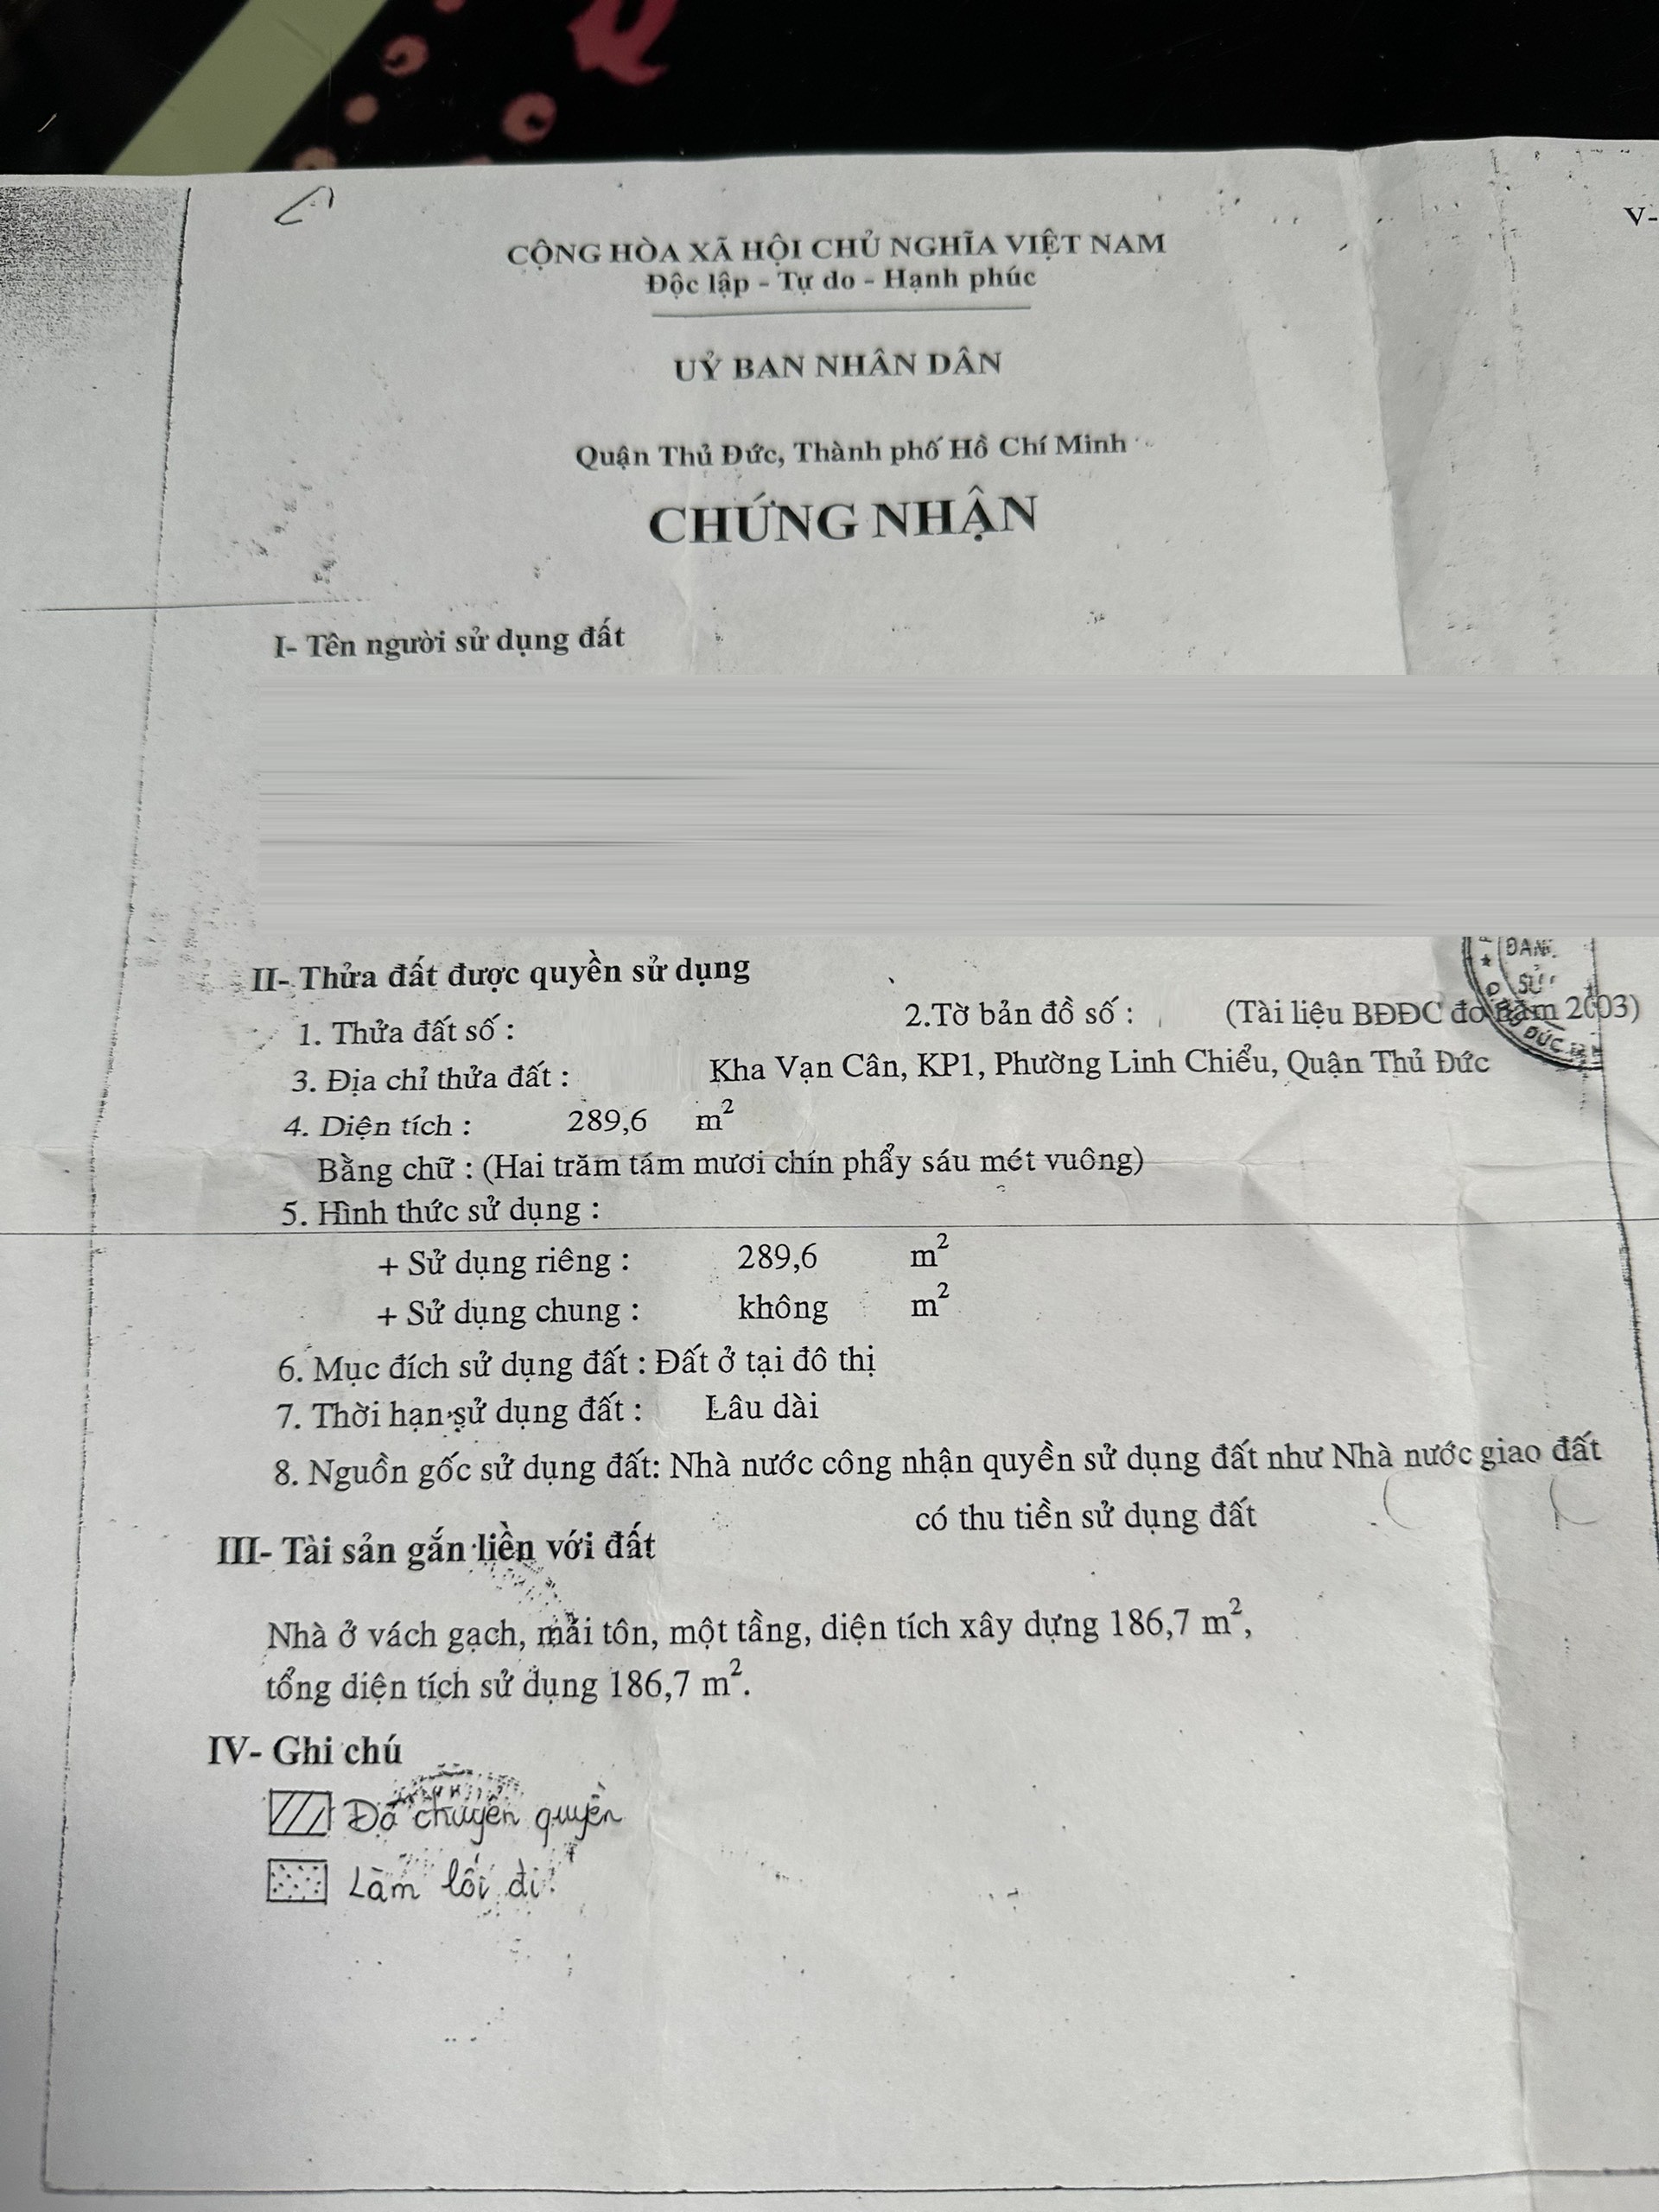 V-
CỘNG HÒA XÃ HỘI CHỦ NGHĨA VIỆT NAM
Độc lập - Tự do - Hạnh phúc
UỶ BAN NHÂN DÂN
Quận Thủ Đức, Thành phố Hồ Chí Minh
CHỨNG NHẬN
I- Tên người sử dụng đất
II- Thửa đất được quyền sử dụng
1. Thửa đất số : 2.Tờ bản đồ số : (Tài liệu BĐĐC đo năm 2003)
3. Địa chỉ thửa đất : Kha Vạn Cân, KP1, Phường Linh Chiểu, Quận Thủ Đức
4. Diện tích : 289,6 m²
Bằng chữ : (Hai trăm tám mươi chín phẩy sáu mét vuông)
5. Hình thức sử dụng :
+ Sử dụng riêng : 289,6 m²
+ Sử dụng chung : không m²
6. Mục đích sử dụng đất : Đất ở tại đô thị
7. Thời hạn sử dụng đất : Lâu dài
8. Nguồn gốc sử dụng đất: Nhà nước công nhận quyền sử dụng đất như Nhà nước giao đất
có thu tiền sử dụng đất
III- Tài sản gắn liền với đất
Nhà ở vách gạch, mái tôn, một tầng, diện tích xây dựng 186,7 m²,
tổng diện tích sử dụng 186,7 m².
IV- Ghi chú
Đã chuyển quyền
Làm lối đi.